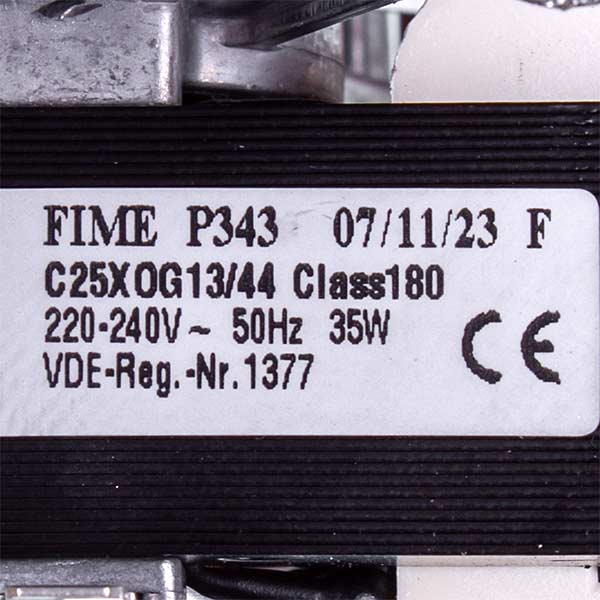 FIME P343 07/11/23 F
C25XOG13/44 Class180
220-240V~ 50Hz 35W
VDE-Reg.-Nr.1377
CE